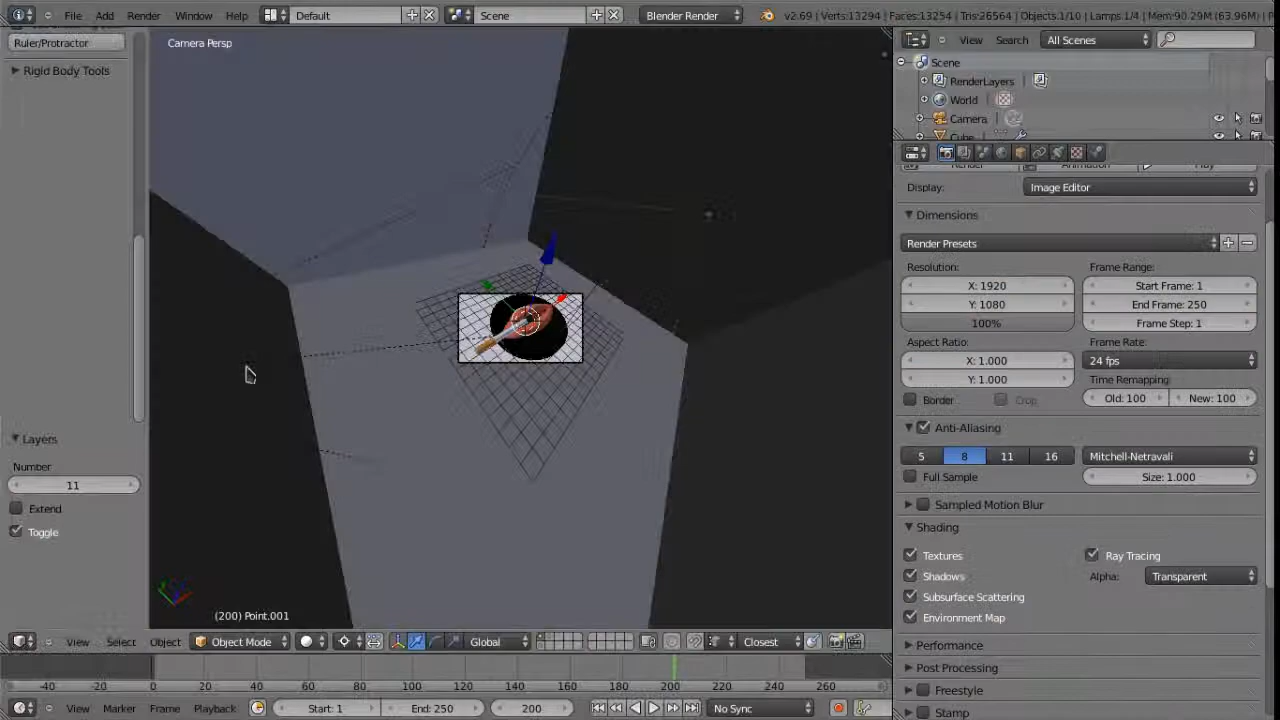 File Add Render Window Help Default Scene Blender Render v2.69 | Verts:13294 | Faces:13254 | Tris:26564 | Objects:1/10 | Lamps:1/4 | Mem:90.29M (63.96M)
Ruler/Protractor
Rigid Body Tools
Layers
Number
11
Extend
Toggle
Camera Persp
(200) Point.001
View Select Object Object Mode Global Closest
-40 -20 0 20 40 60 80 100 120 140 160 180 200 220 240 260
View Marker Frame Playback Start: 1 End: 250 200 No Sync
View Search All Scenes
Scene
RenderLayers
World
Camera
Cube
Display: Image Editor
Dimensions
Render Presets
Resolution: Frame Range:
X: 1920 Start Frame: 1
Y: 1080 End Frame: 250
100% Frame Step: 1
Aspect Ratio: Frame Rate:
X: 1.000 24 fps
Y: 1.000 Time Remapping:
Border Crop Old: 100 New: 100
Anti-Aliasing
5 8 11 16 Mitchell-Netravali
Full Sample Size: 1.000
Sampled Motion Blur
Shading
Textures Ray Tracing
Shadows Alpha: Transparent
Subsurface Scattering
Environment Map
Performance
Post Processing
Freestyle
Stamp